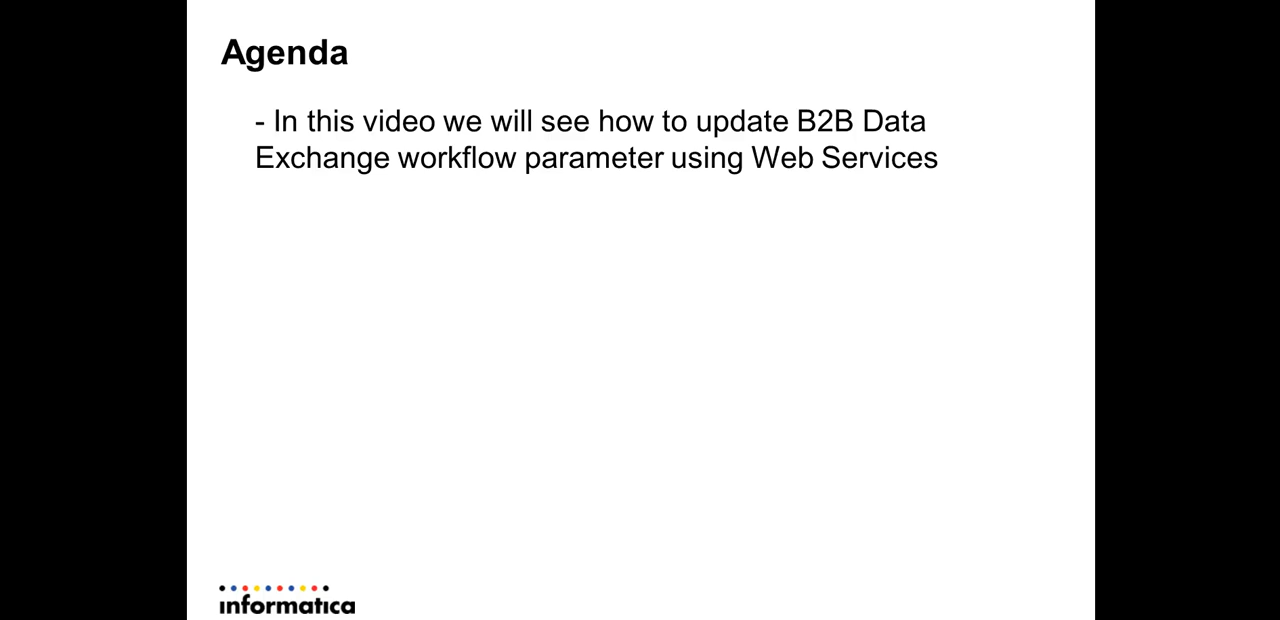 Agenda
- In this video we will see how to update B2B Data
Exchange workflow parameter using Web Services
informatica